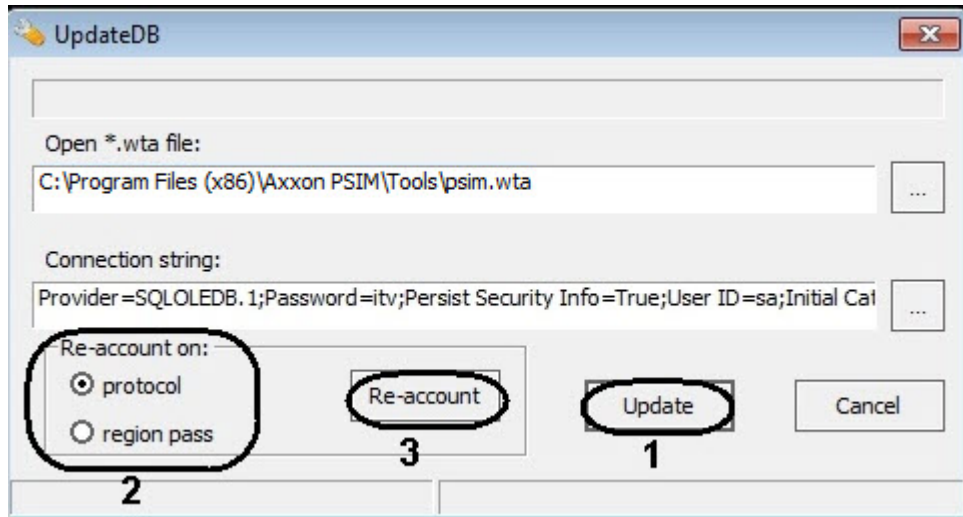 UpdateDB
Open *.wta file:
C:\Program Files (x86)\Axxon PSIM\Tools\psim.wta
...
Connection string:
Provider=SQLOLEDB.1;Password=itv;Persist Security Info=True;User ID=sa;Initial Cat
...
Re-account on:
protocol
region pass
Re-account
Update
Cancel
2
3
1